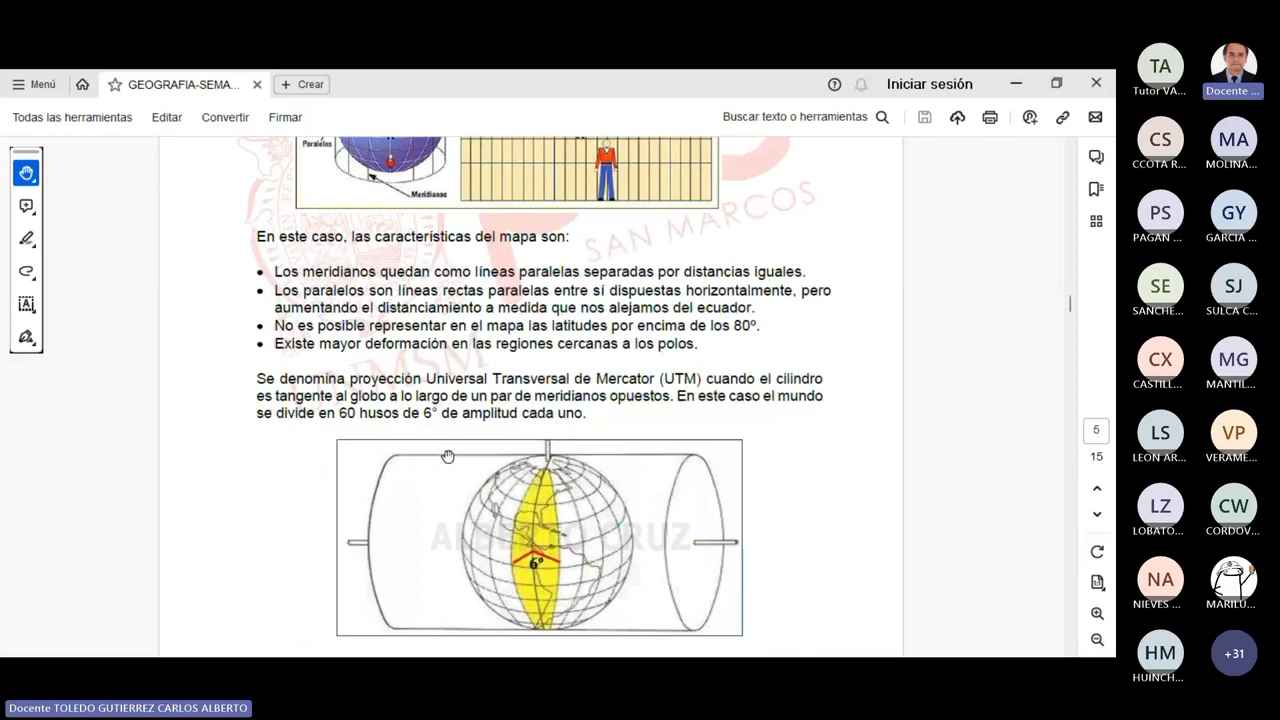 Menú
GEOGRAFIA-SEMA...
Crear
Iniciar sesión
Todas las herramientas
Editar
Convertir
Firmar
Buscar texto o herramientas
Paralelos
Meridianos
SAN MARCOS
UNMSM
En este caso, las características del mapa son:
• Los meridianos quedan como líneas paralelas separadas por distancias iguales.
• Los paralelos son líneas rectas paralelas entre sí dispuestas horizontalmente, pero
aumentando el distanciamiento a medida que nos alejamos del ecuador.
• No es posible representar en el mapa las latitudes por encima de los 80º.
• Existe mayor deformación en las regiones cercanas a los polos.
Se denomina proyección Universal Transversal de Mercator (UTM) cuando el cilindro
es tangente al globo a lo largo de un par de meridianos opuestos. En este caso el mundo
se divide en 60 husos de 6° de amplitud cada uno.
6°
5
15
TA
Tutor VA...
Docente ...
CS
CCOTA R...
MA
MOLINA...
PS
PAGAN ...
GY
GARCIA ...
SE
SANCHE...
SJ
SULCA C...
CX
CASTILL...
MG
MANTIL...
LS
LEON AR...
VP
VERAME...
LZ
LOBATO...
CW
CORDOV...
NA
NIEVES ...
MARILU...
HM
HUINCH...
+31
Docente TOLEDO GUTIERREZ CARLOS ALBERTO